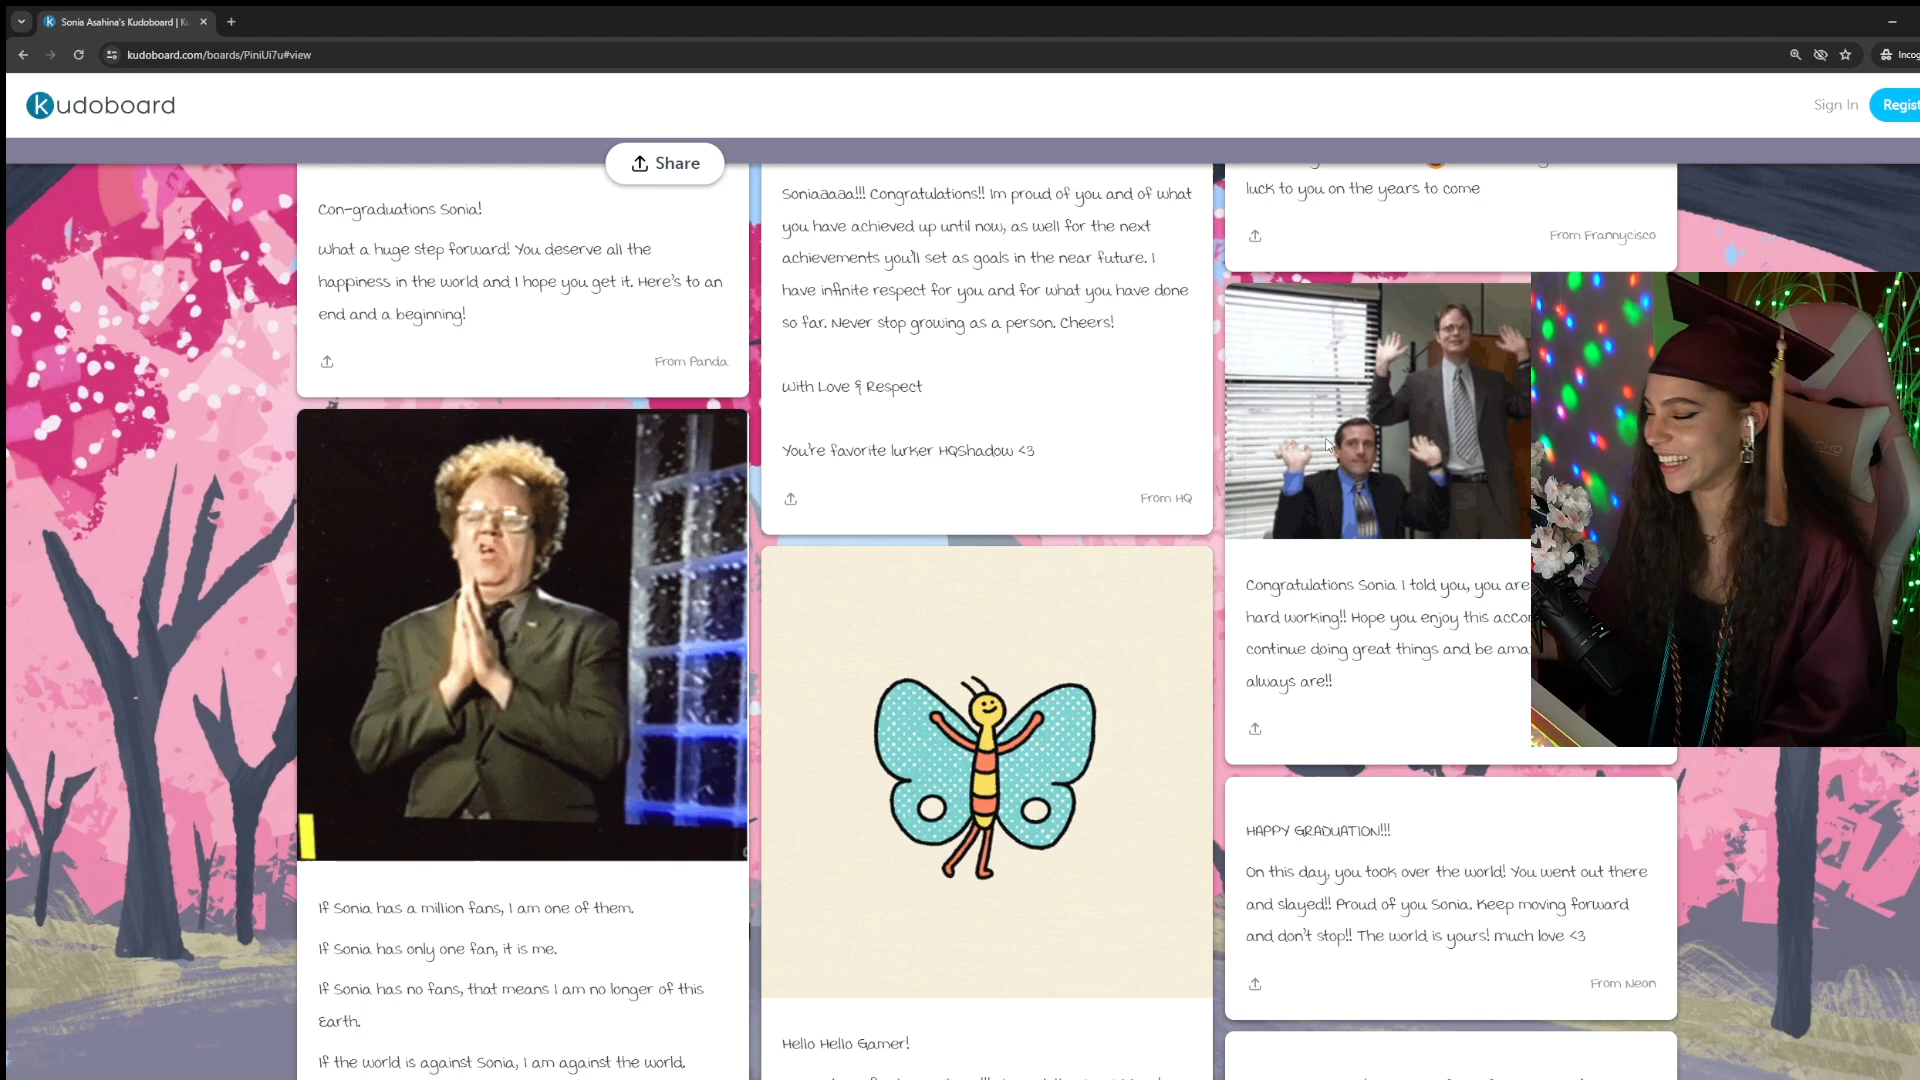 Sonia Asahina's Kudoboard | Ku
kudoboard.com/boards/PiniUi7u#view
Incog
kudoboard
Sign In
Regist
Share
Con-graduations Sonia!
What a huge step forward! You deserve all the
happiness in the world and I hope you get it. Here's to an
end and a beginning!
From Panda
If Sonia has a million fans, I am one of them.
If Sonia has only one fan, it is me.
If Sonia has no fans, that means I am no longer of this
Earth.
If the world is against Sonia, I am against the world.
Soniaaaaa!!! Congratulations!! Im proud of you and of what
you have achieved up until now, as well for the next
achievements you'll set as goals in the near future. I
have infinite respect for you and for what you have done
so far. Never stop growing as a person. Cheers!
With Love & Respect
You're favorite lurker HQShadow <3
From HQ
Hello Hello Gamer!
luck to you on the years to come
From Frannycisco
Congratulations Sonia I told you, you are
hard working!! Hope you enjoy this accom
continue doing great things and be ama
always are!!
HAPPY GRADUATION!!!
On this day, you took over the world! You went out there
and slayed!! Proud of you Sonia. Keep moving forward
and don't stop!! The world is yours! much love <3
From Neon